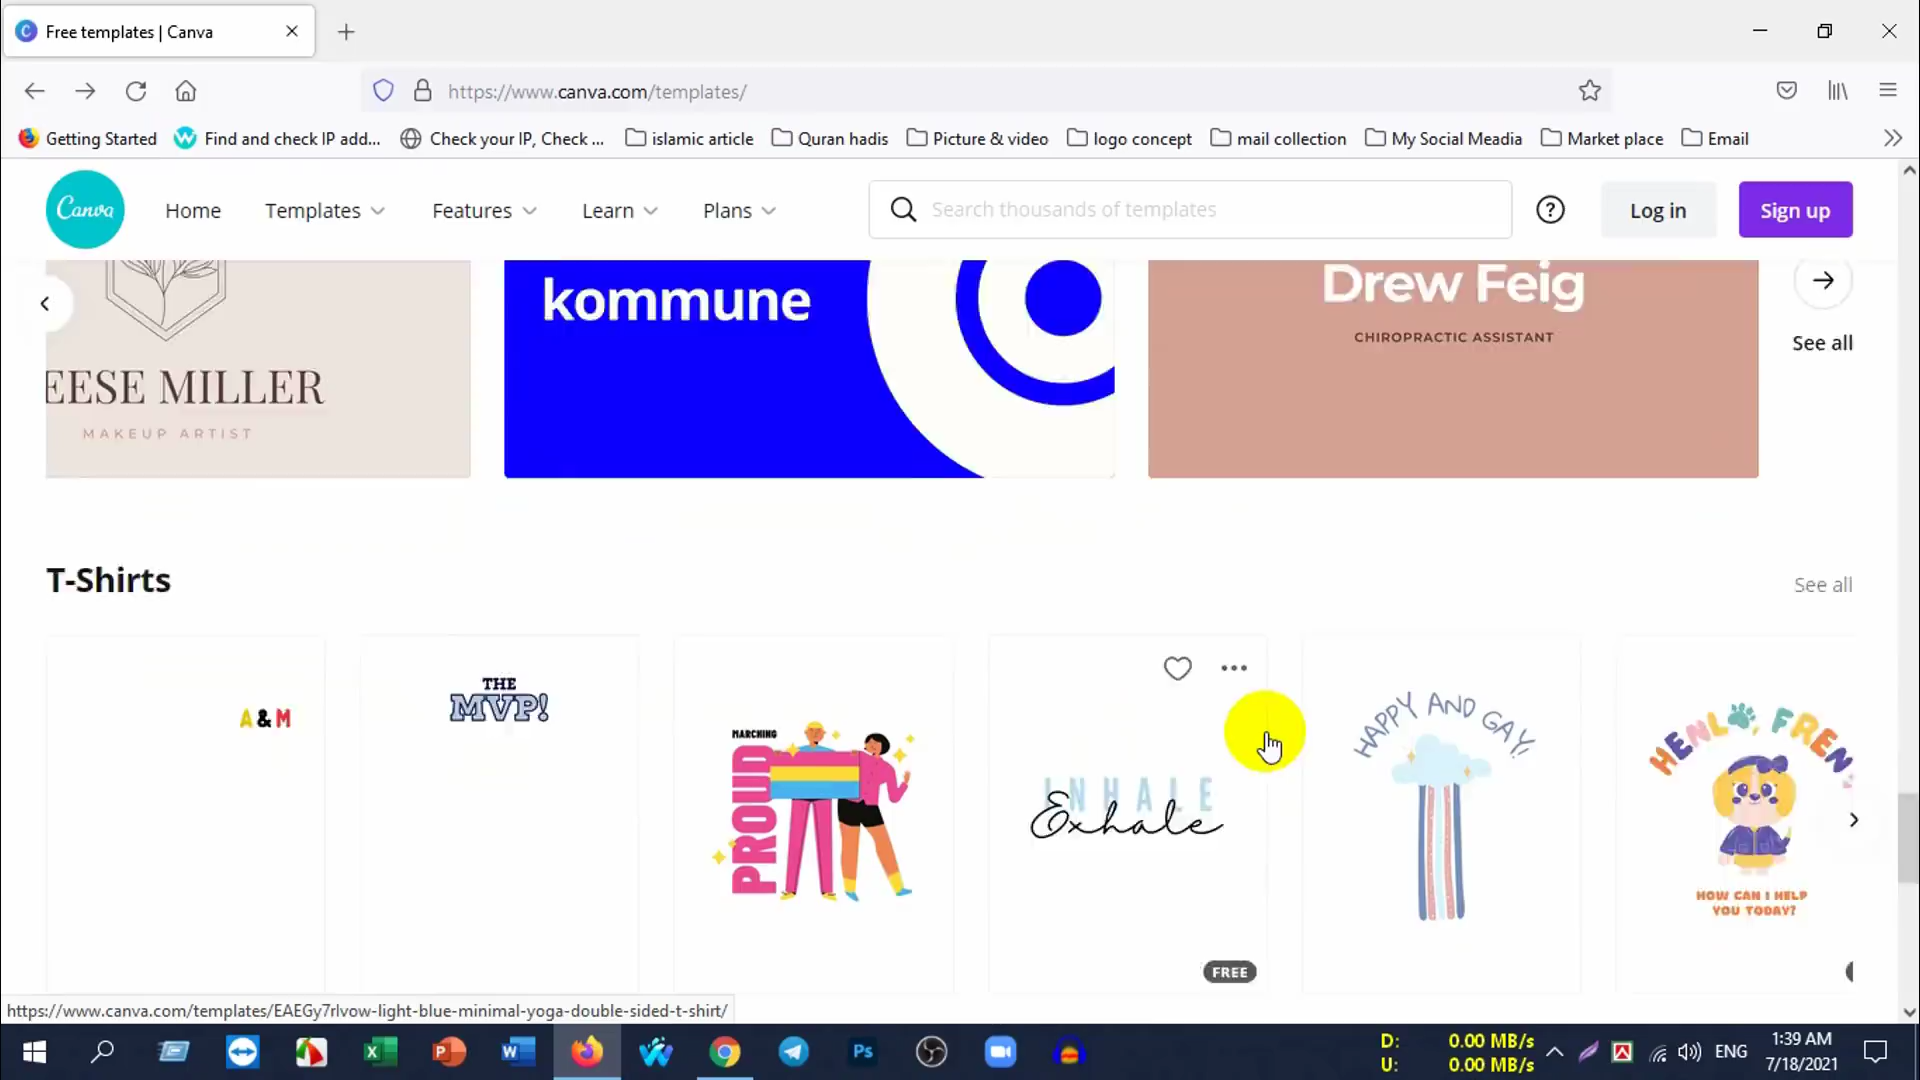 Free templates | Canva
https://www.canva.com/templates/
Getting Started
Find and check IP add...
Check your IP, Check ...
islamic article
Quran hadis
Picture & video
logo concept
mail collection
My Social Meadia
Market place
Email
Canva
Home
Templates
Features
Learn
Plans
Search thousands of templates
Log in
Sign up
EESE MILLER
MAKEUP ARTIST
kommune
Drew Feig
CHIROPRACTIC ASSISTANT
See all
T-Shirts
See all
A & M
THE
MVP!
MARCHING
PROUD
INHALE
Exhale
FREE
HAPPY AND GAY!
HENLO, FREN
HOW CAN I HELP
YOU TODAY?
https://www.canva.com/templates/EAEGy7rlvow-light-blue-minimal-yoga-double-sided-t-shirt/
D: 0.00 MB/s
U: 0.00 MB/s
ENG
1:39 AM
7/18/2021